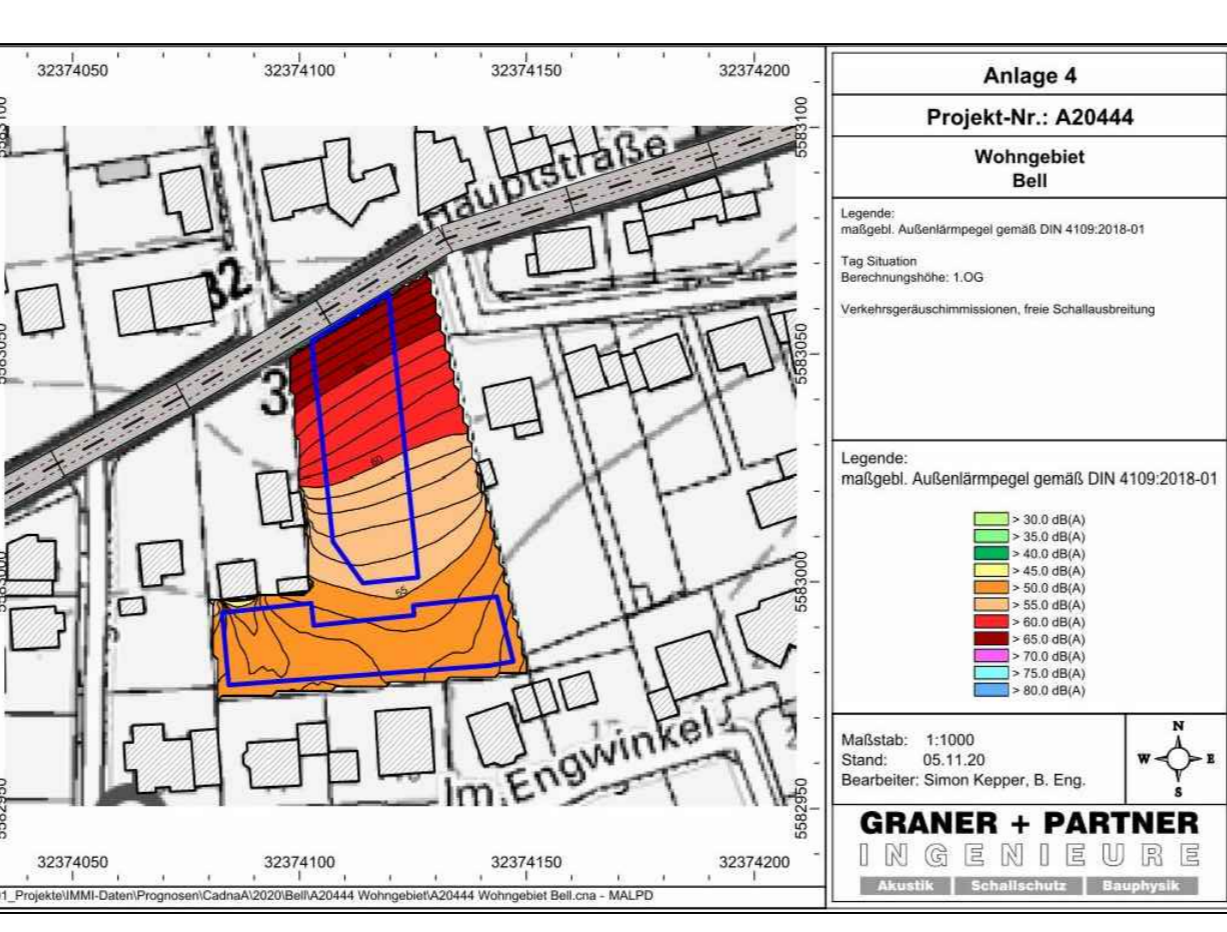 32374050 32374100 32374150 32374200
5583100 5583100
Hauptstraße
32
5583050 5583050
3
60
55
5583000 5583000
Im Engwinkel
5582950 5582950
32374050 32374100 32374150 32374200
_Projekte\IMMI-Daten\Prognosen\CadnaA\2020\Bell\A20444 Wohngebiet\A20444 Wohngebiet Bell.cna - MALPD
Anlage 4
Projekt-Nr.: A20444
Wohngebiet
Bell
Legende:
maßgebl. Außenlärmpegel gemäß DIN 4109:2018-01
Tag Situation
Berechnungshöhe: 1.OG
Verkehrsgeräuschimmissionen, freie Schallausbreitung
Legende:
maßgebl. Außenlärmpegel gemäß DIN 4109:2018-01
> 30.0 dB(A)
> 35.0 dB(A)
> 40.0 dB(A)
> 45.0 dB(A)
> 50.0 dB(A)
> 55.0 dB(A)
> 60.0 dB(A)
> 65.0 dB(A)
> 70.0 dB(A)
> 75.0 dB(A)
> 80.0 dB(A)
Maßstab: 1:1000
Stand: 05.11.20
Bearbeiter: Simon Kepper, B. Eng.
N
W E
S
GRANER + PARTNER
INGENIEURE
Akustik Schallschutz Bauphysik